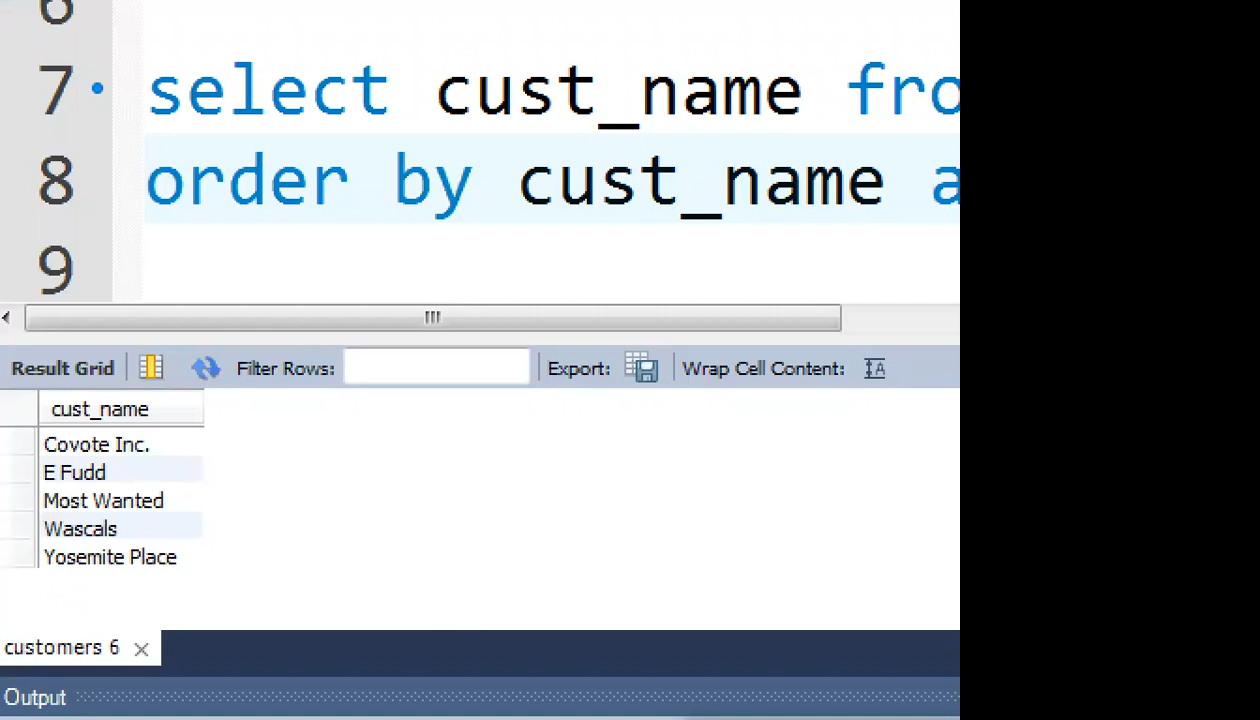 6
7 select cust_name fro
8 order by cust_name a
9
Result Grid Filter Rows: Export: Wrap Cell Content:
cust_name
Coyote Inc.
E Fudd
Most Wanted
Wascals
Yosemite Place
customers 6
Output